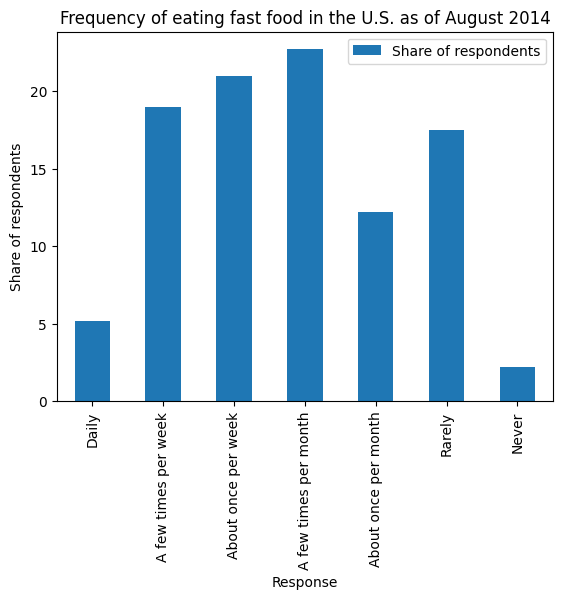 Frequency of eating fast food in the U.S. as of August 2014
Share of respondents
Share of respondents
20
15
10
5
0
Daily
A few times per week
About once per week
A few times per month
About once per month
Rarely
Never
Response